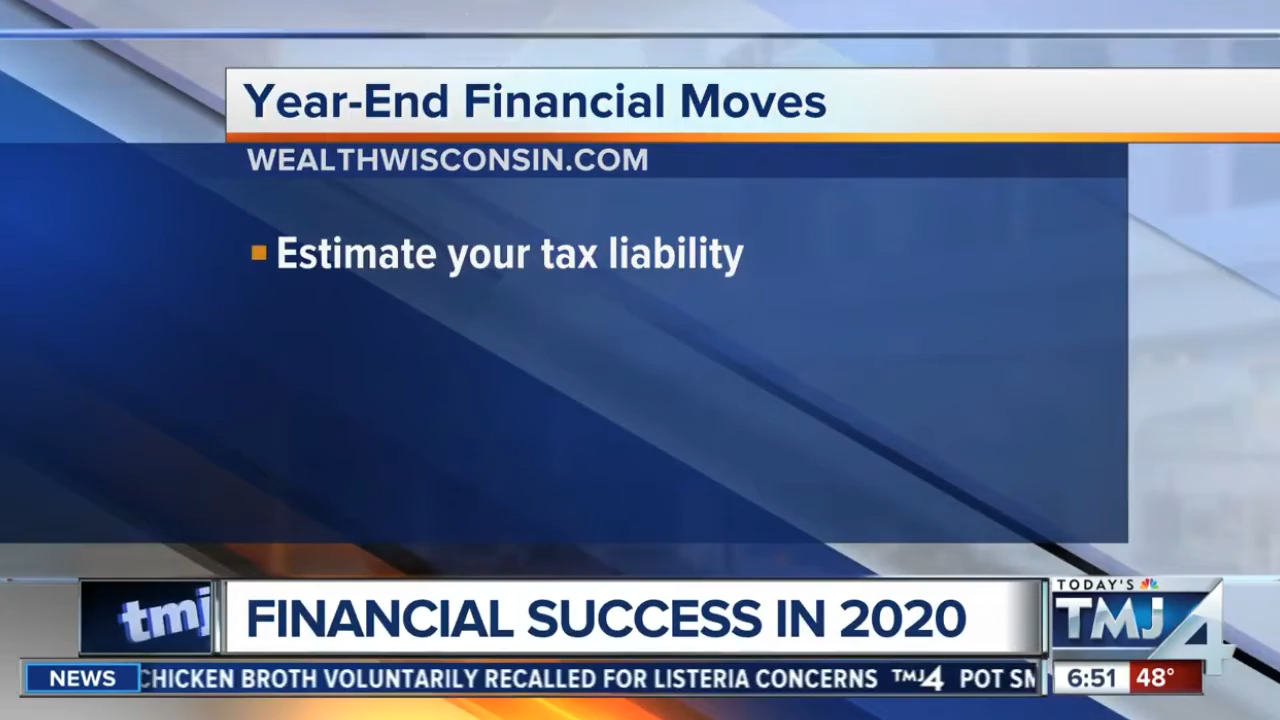 Year-End Financial Moves
WEALTHWISCONSIN.COM
Estimate your tax liability
tmj
FINANCIAL SUCCESS IN 2020
TODAY'S
TMJ4
NEWS
CHICKEN BROTH VOLUNTARILY RECALLED FOR LISTERIA CONCERNS TMJ4 POT
6:51 48°